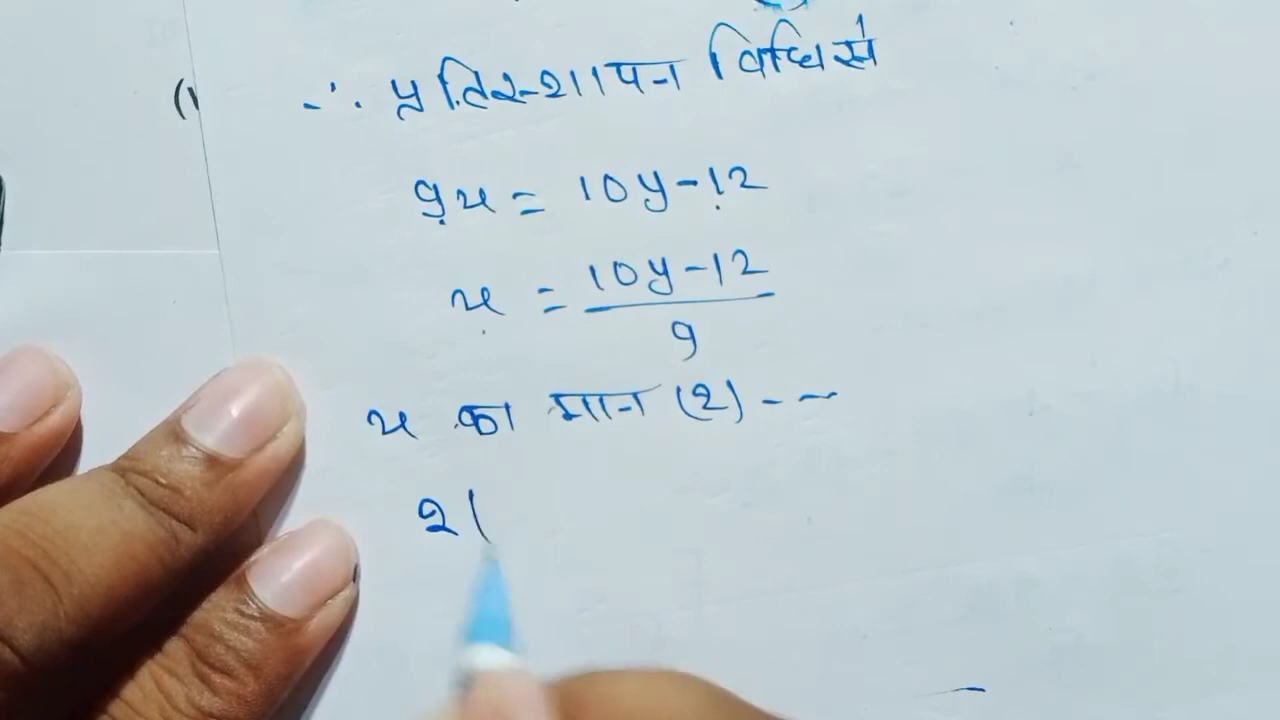 ∴ प्रतिस्थापन विधि से
9x = 10y-12
x = 10y-12
9
x का मान (2) - -
2(